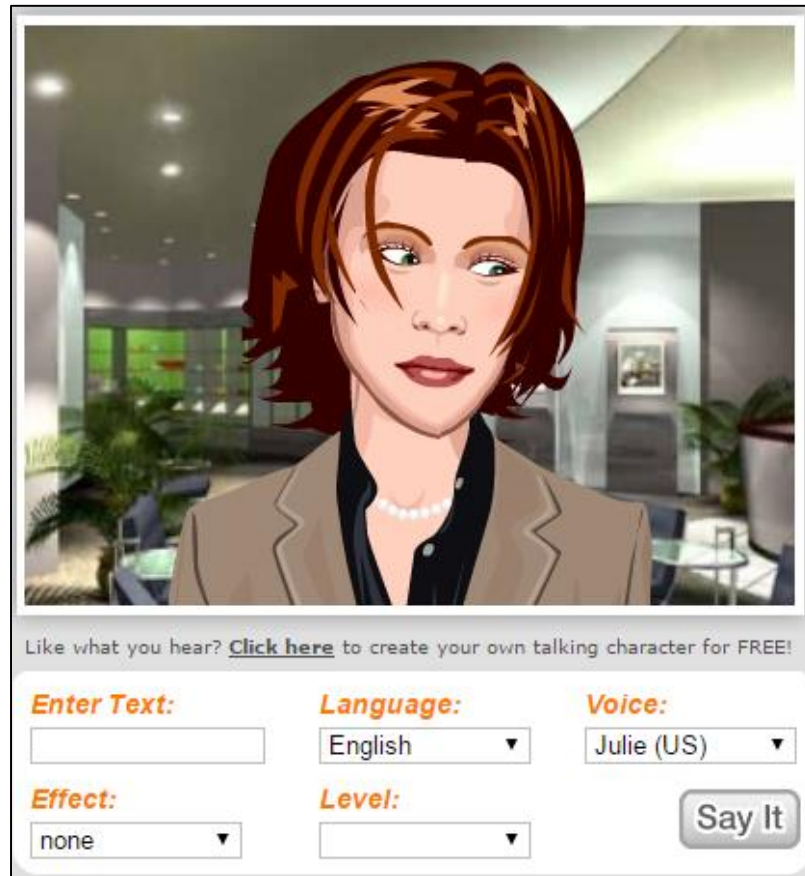 Like what you hear? Click here to create your own talking character for FREE!
Enter Text: Language: Voice:
English Julie (US)
Effect: Level:
none Say It